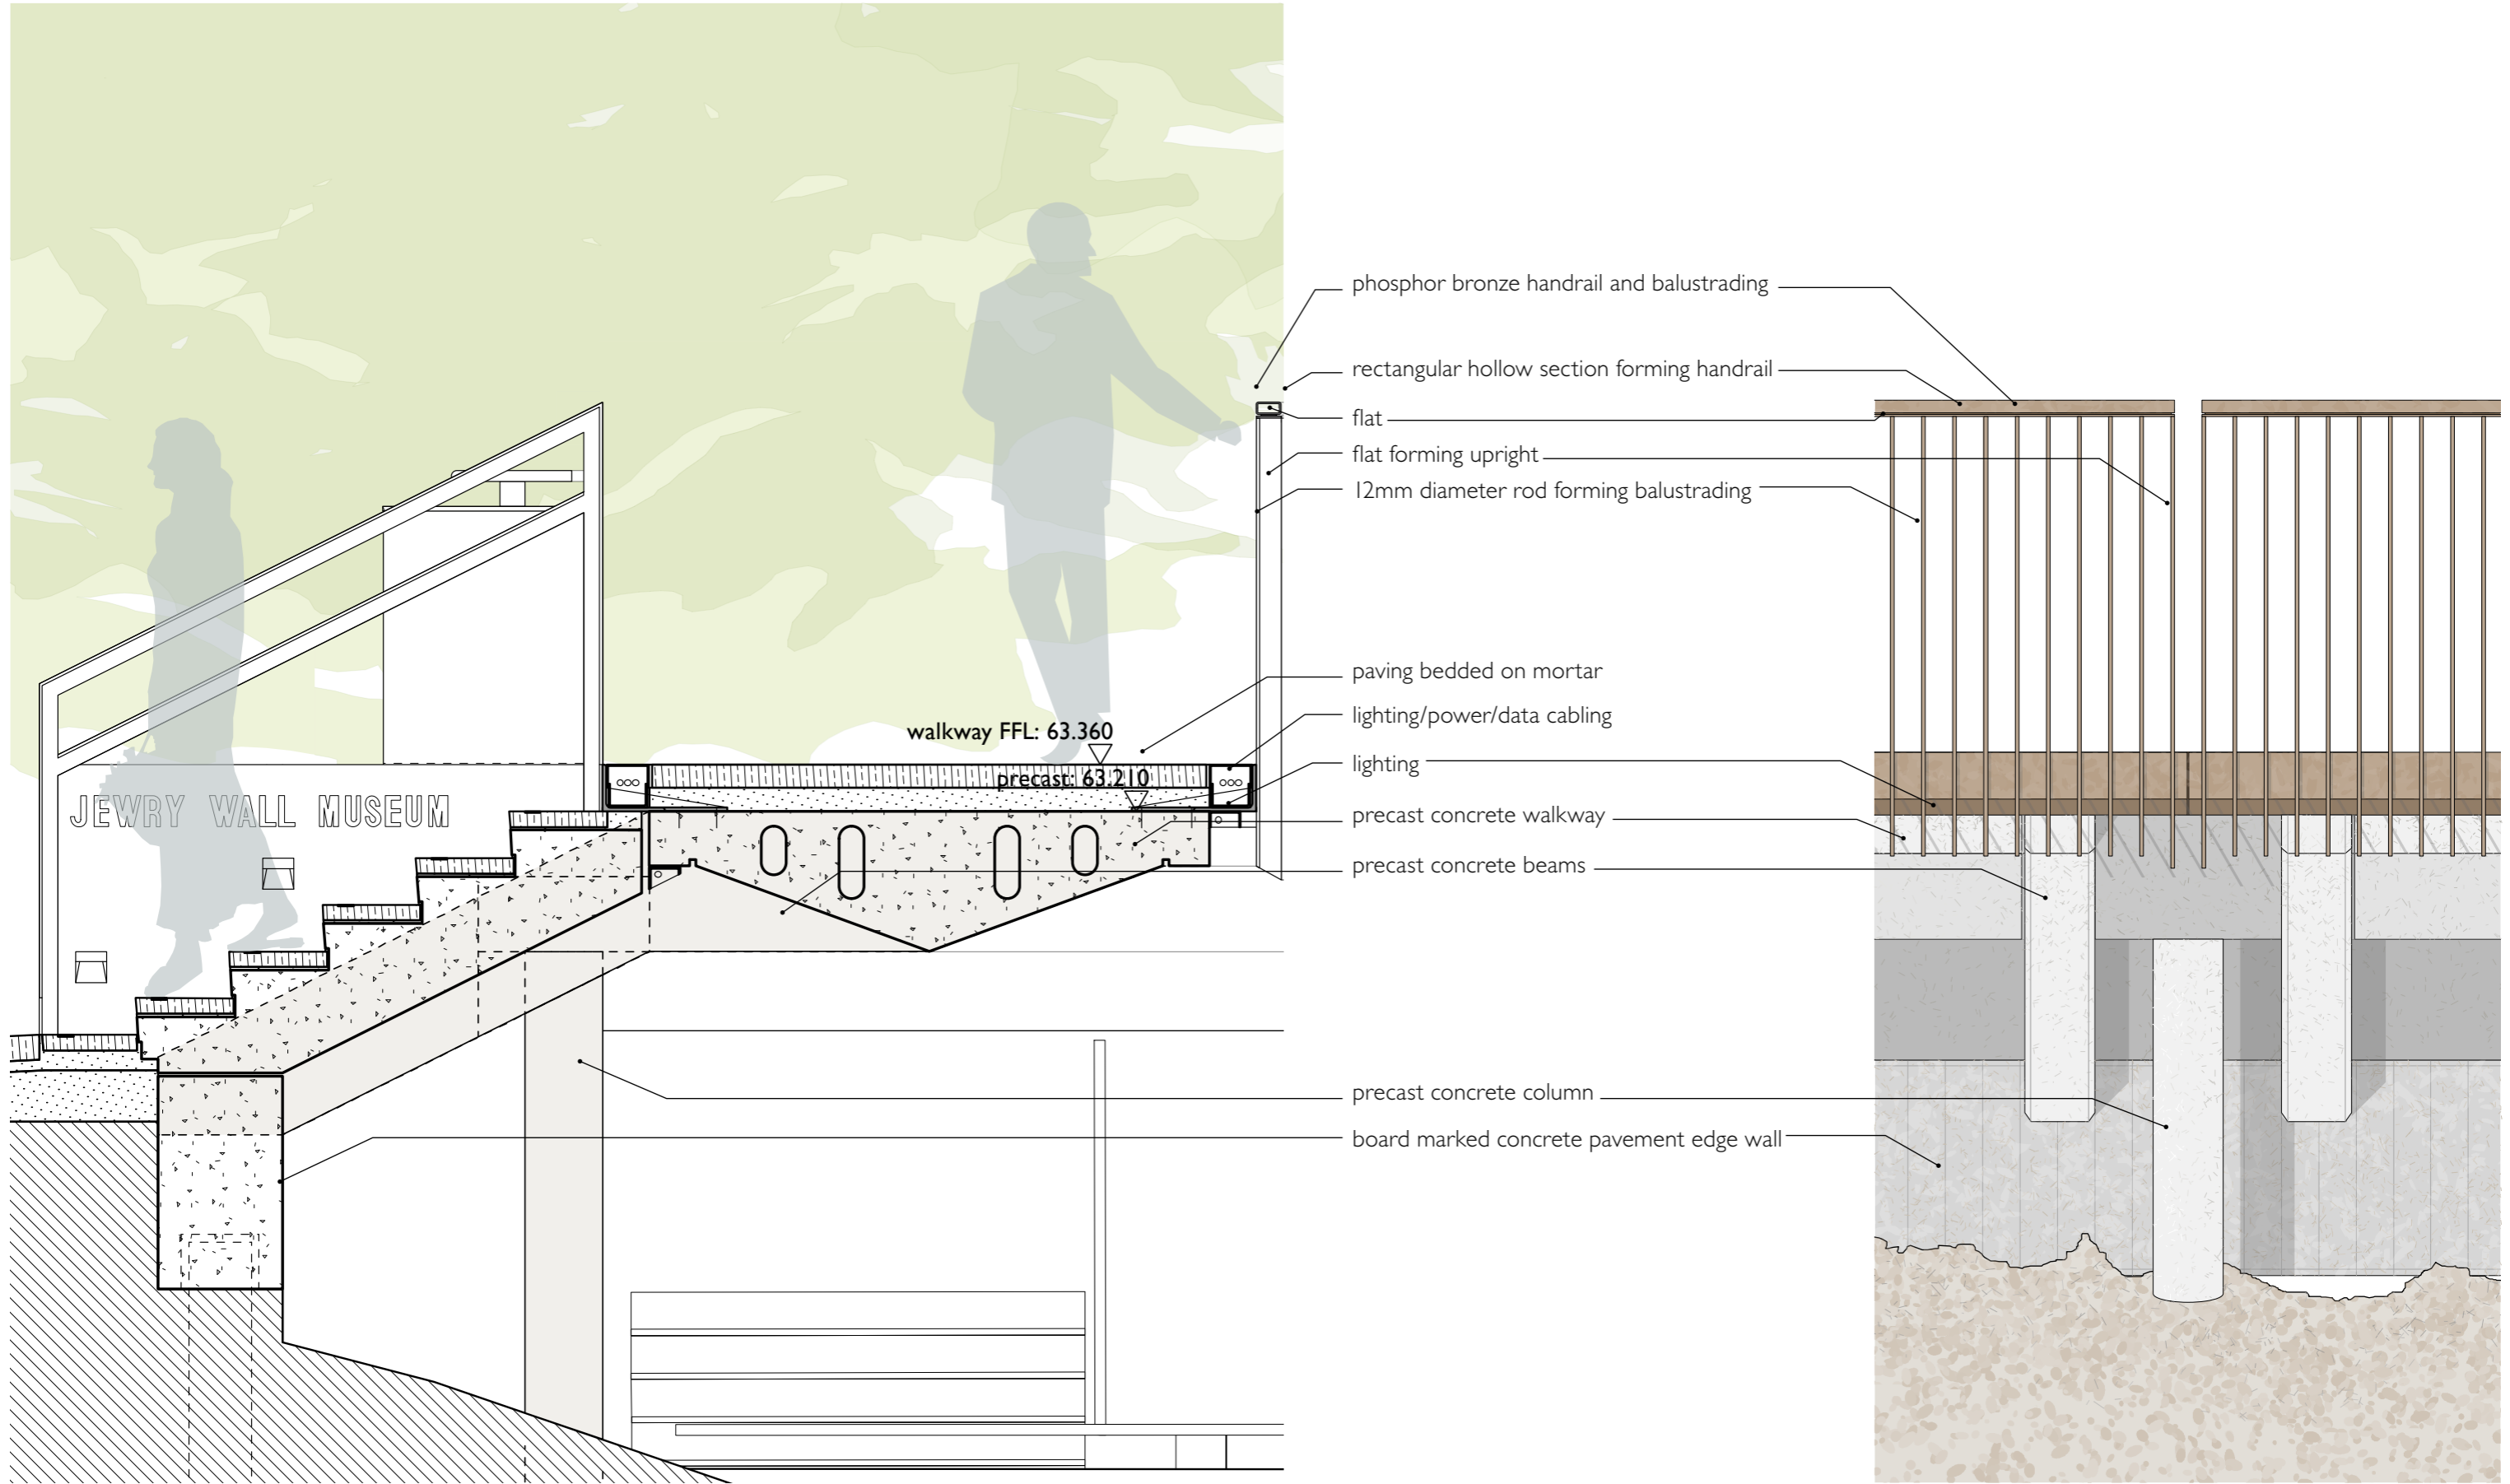 phosphor bronze handrail and balustrading
rectangular hollow section forming handrail
flat
flat forming upright
12mm diameter rod forming balustrading
paving bedded on mortar
lighting/power/data cabling
walkway FFL: 63.360
lighting
precast: 63.210
JEWRY WALL MUSEUM
precast concrete walkway
precast concrete beams
precast concrete column
board marked concrete pavement edge wall